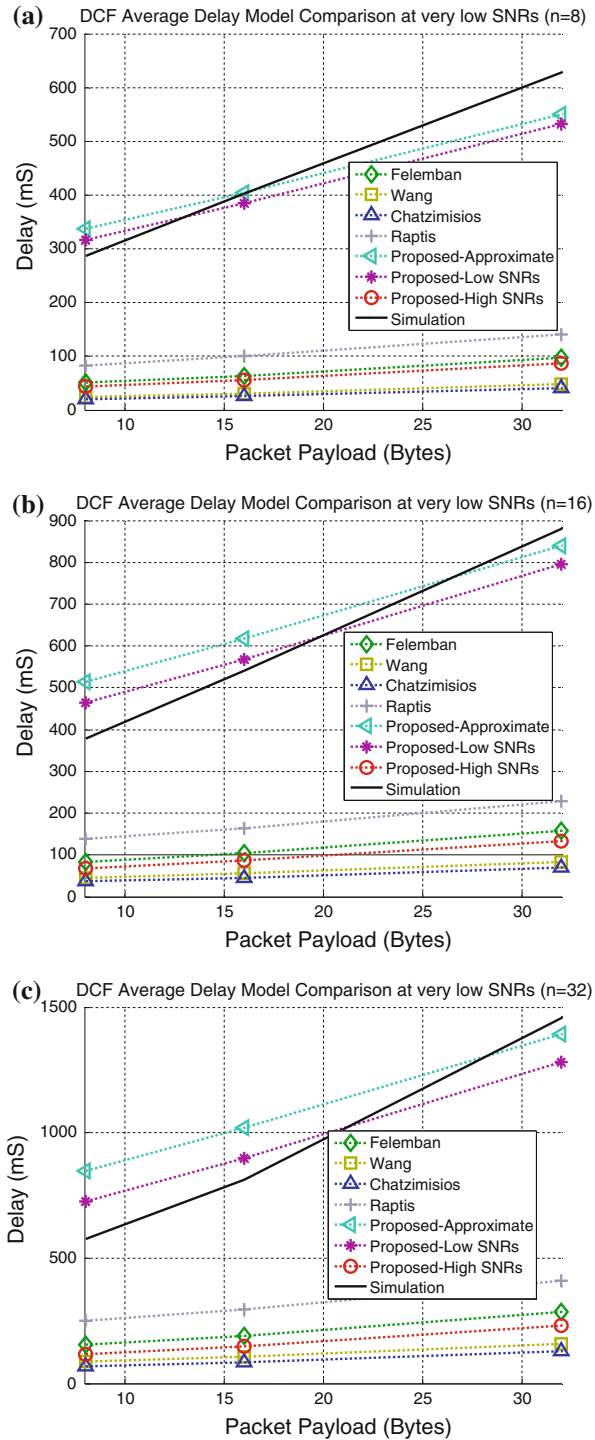 (a)
DCF Average Delay Model Comparison at very low SNRs (n=8)
700
600
500
400
300
200
100
0
Delay (mS)
Felemban
Wang
Chatzimisios
Raptis
Proposed-Approximate
Proposed-Low SNRs
Proposed-High SNRs
Simulation
10 15 20 25 30
Packet Payload (Bytes)
(b)
DCF Average Delay Model Comparison at very low SNRs (n=16)
900
800
700
600
500
400
300
200
100
0
Delay (mS)
Felemban
Wang
Chatzimisios
Raptis
Proposed-Approximate
Proposed-Low SNRs
Proposed-High SNRs
Simulation
10 15 20 25 30
Packet Payload (Bytes)
(c)
DCF Average Delay Model Comparison at very low SNRs (n=32)
1500
1000
500
0
Delay (mS)
Felemban
Wang
Chatzimisios
Raptis
Proposed-Approximate
Proposed-Low SNRs
Proposed-High SNRs
Simulation
10 15 20 25 30
Packet Payload (Bytes)